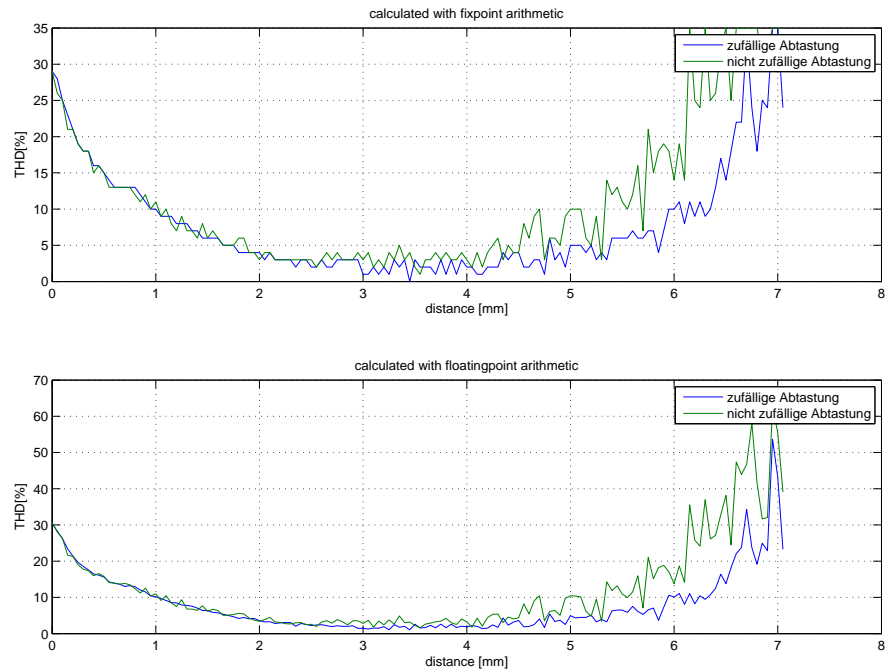 calculated with fixpoint arithmetic
35
30
25
20
15
10
5
0
THD[%]
zufällige Abtastung
nicht zufällige Abtastung
0 1 2 3 4 5 6 7 8
distance [mm]
calculated with floatingpoint arithmetic
70
60
50
40
30
20
10
0
THD[%]
zufällige Abtastung
nicht zufällige Abtastung
0 1 2 3 4 5 6 7 8
distance [mm]